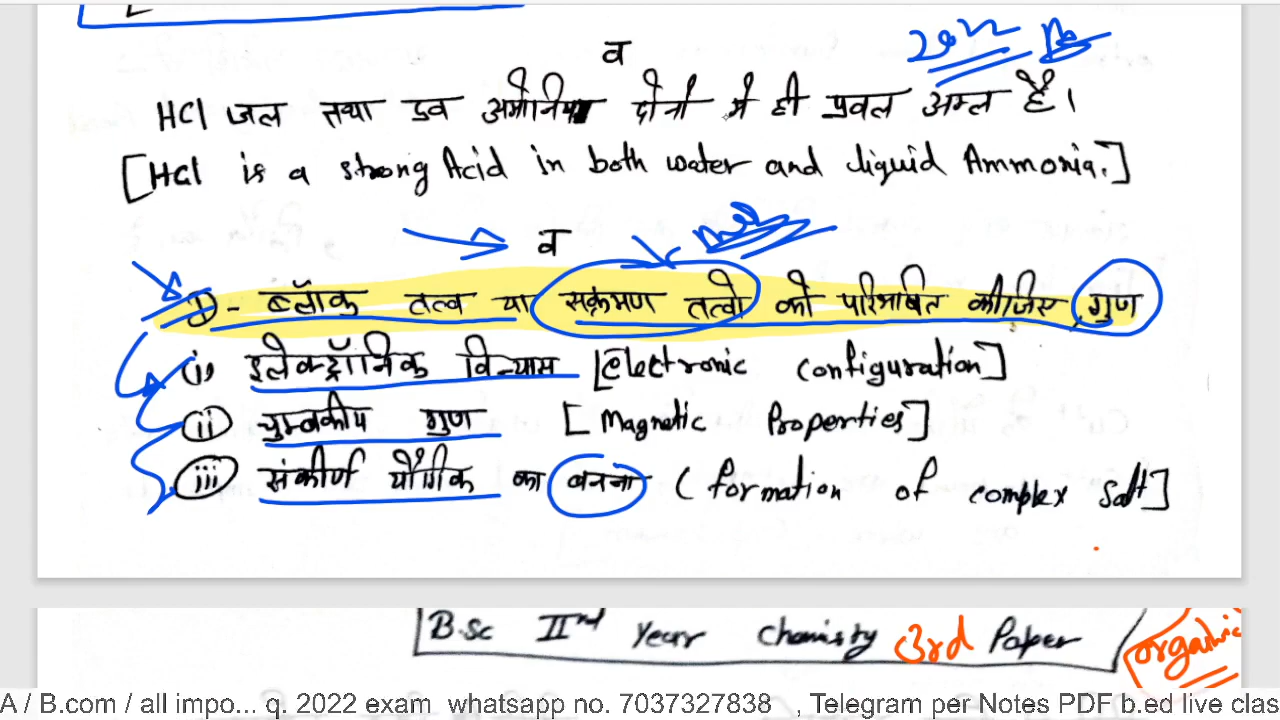 2022
व
HCl जल तथा द्रव अमोनिया दोनों में ही प्रबल अम्ल है।
[HCl is a strong Acid in both water and liquid Ammonia.]
व
d - ब्लॉक तत्व या सक्रंमण तत्वो को परिभाषित कीजिए, गुण
(i) इलेक्ट्रॉनिक विन्यास [electronic configuration]
(ii) चुम्बकीय गुण [Magnetic Properties]
(iii) संकीर्ण यौगिक का बनना (formation of complex salt]
B.sc IInd Year Chemistry 3rd Paper
organic
A / B.com / all impo... q. 2022 exam whatsapp no. 7037327838 , Telegram per Notes PDF b.ed live clas